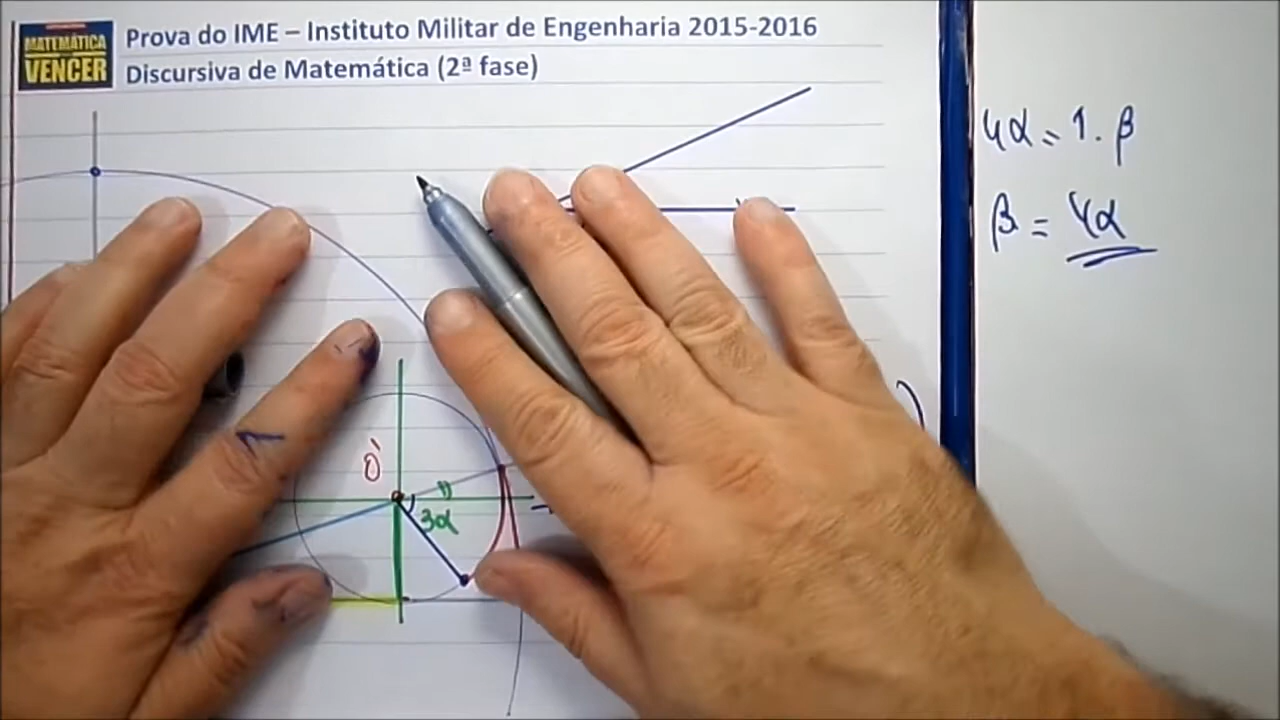 MATEMÁTICA
VENCER
Prova do IME – Instituto Militar de Engenharia 2015-2016
Discursiva de Matemática (2ª fase)
4α = 1. β
β = 4α
O'
3α